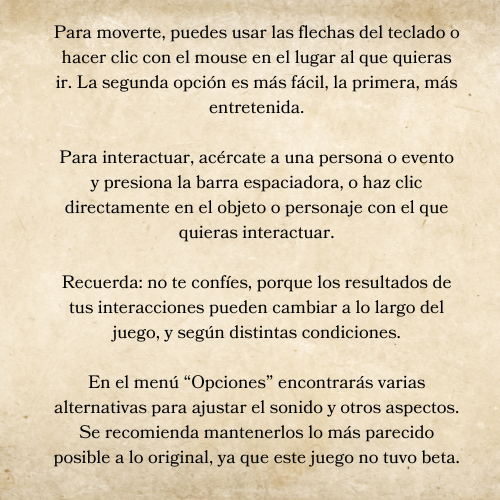 Para moverte, puedes usar las flechas del teclado o
hacer clic con el mouse en el lugar al que quieras
ir. La segunda opción es más fácil, la primera, más
entretenida.
Para interactuar, acércate a una persona o evento
y presiona la barra espaciadora, o haz clic
directamente en el objeto o personaje con el que
quieras interactuar.
Recuerda: no te confíes, porque los resultados de
tus interacciones pueden cambiar a lo largo del
juego, y según distintas condiciones.
En el menú “Opciones” encontrarás varias
alternativas para ajustar el sonido y otros aspectos.
Se recomienda mantenerlos lo más parecido
posible a lo original, ya que este juego no tuvo beta.